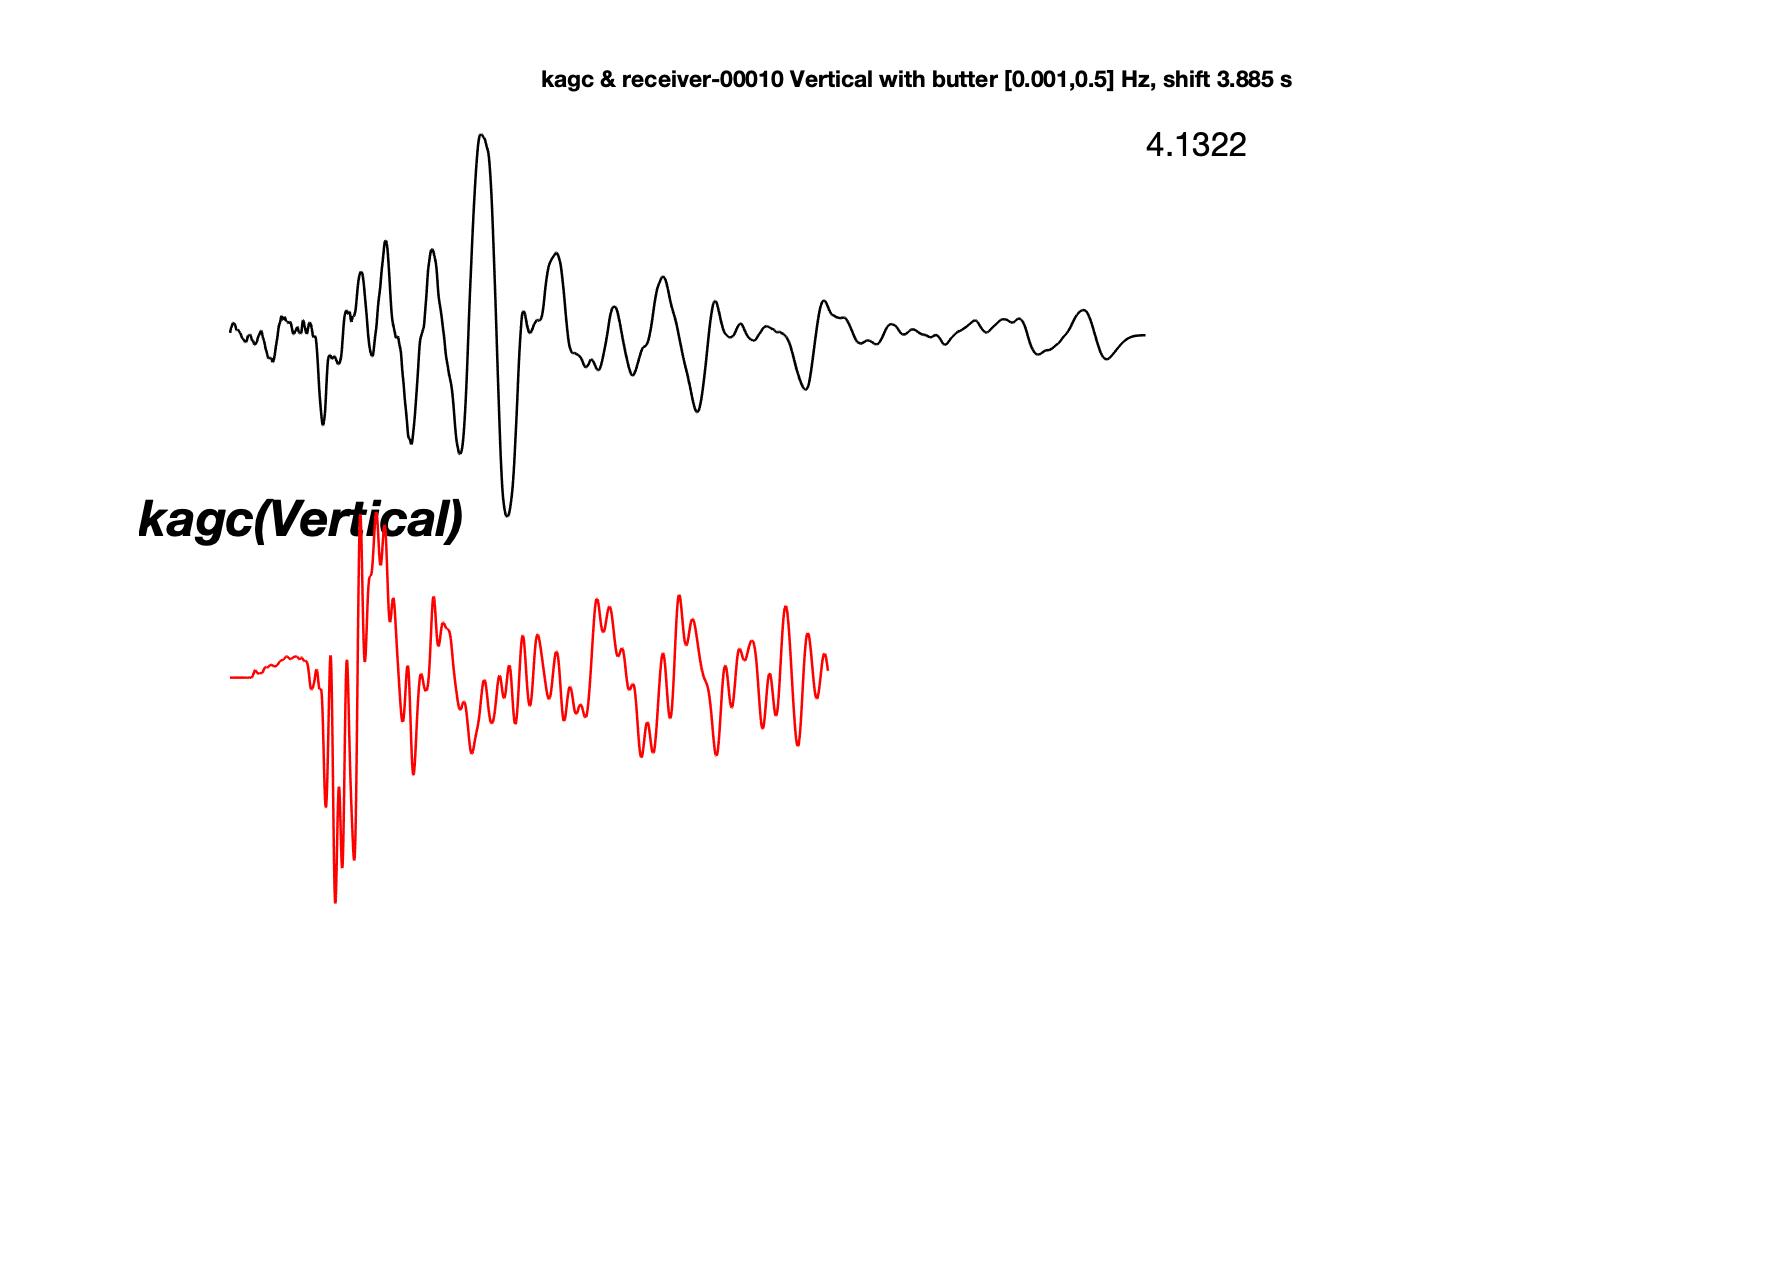 kagc & receiver-00010 Vertical with butter [0.001,0.5] Hz, shift 3.885 s
4.1322
kagc(Vertical)